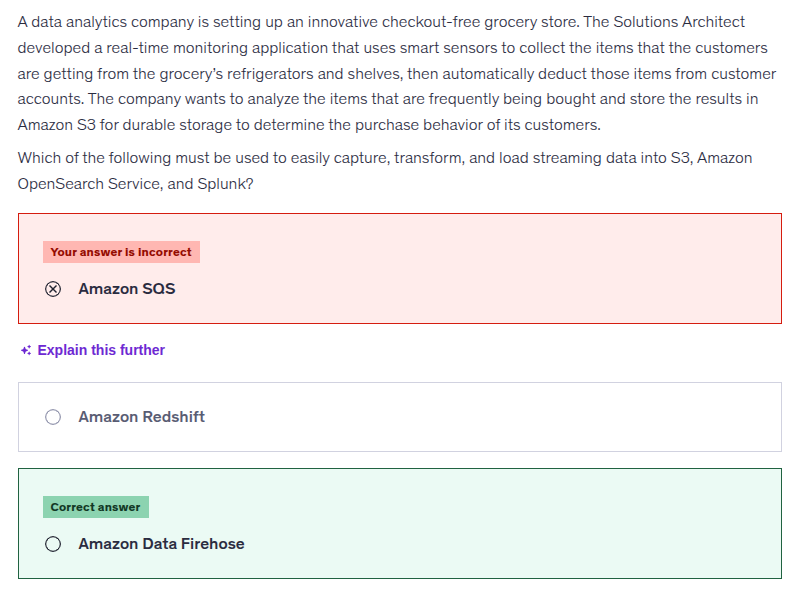 A data analytics company is setting up an innovative checkout-free grocery store. The Solutions Architect
developed a real-time monitoring application that uses smart sensors to collect the items that the customers
are getting from the grocery’s refrigerators and shelves, then automatically deduct those items from customer
accounts. The company wants to analyze the items that are frequently being bought and store the results in
Amazon S3 for durable storage to determine the purchase behavior of its customers.
Which of the following must be used to easily capture, transform, and load streaming data into S3, Amazon
OpenSearch Service, and Splunk?
Your answer is incorrect
Amazon SQS
Explain this further
Amazon Redshift
Correct answer
Amazon Data Firehose